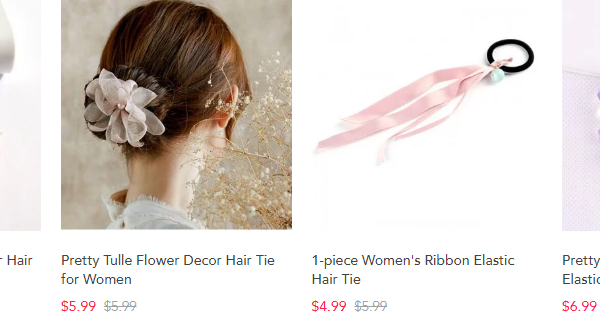 r Hair
Pretty Tulle Flower Decor Hair Tie
for Women
$5.99 $5.99
1-piece Women's Ribbon Elastic
Hair Tie
$4.99 $5.99
Pretty
Elastic
$6.99